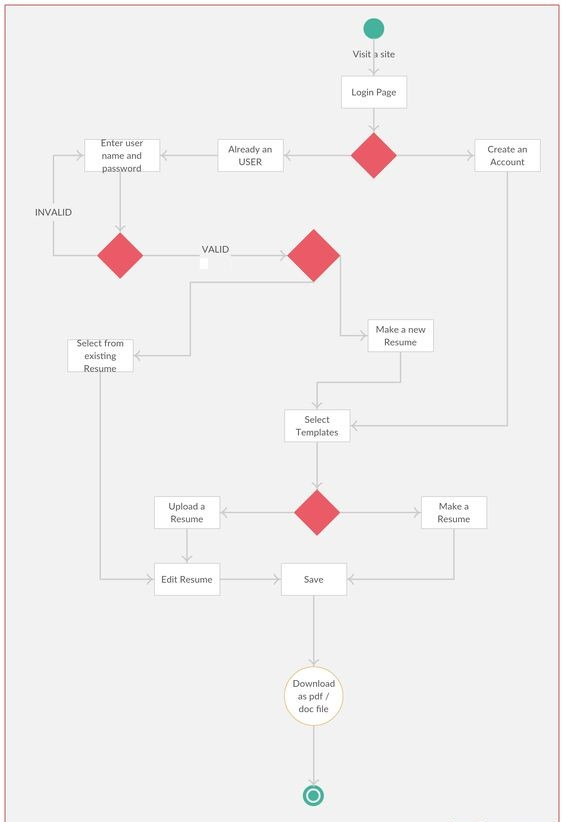 Visit a site
Login Page
Enter user
name and
password
Already an
USER
Create an
Account
INVALID
VALID
Make a new
Resume
Select from
existing
Resume
Select
Templates
Upload a
Resume
Make a
Resume
Edit Resume
Save
Download
as pdf /
doc file